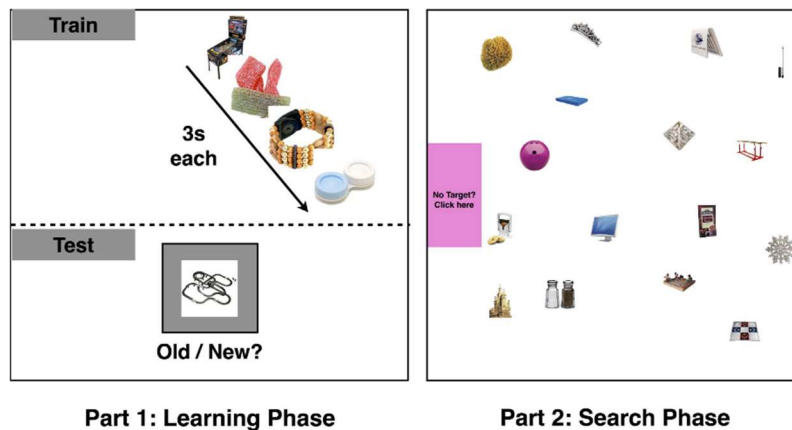 Train
3s
each
Test
Old / New?
Part 1: Learning Phase
No Target?
Click here
Part 2: Search Phase